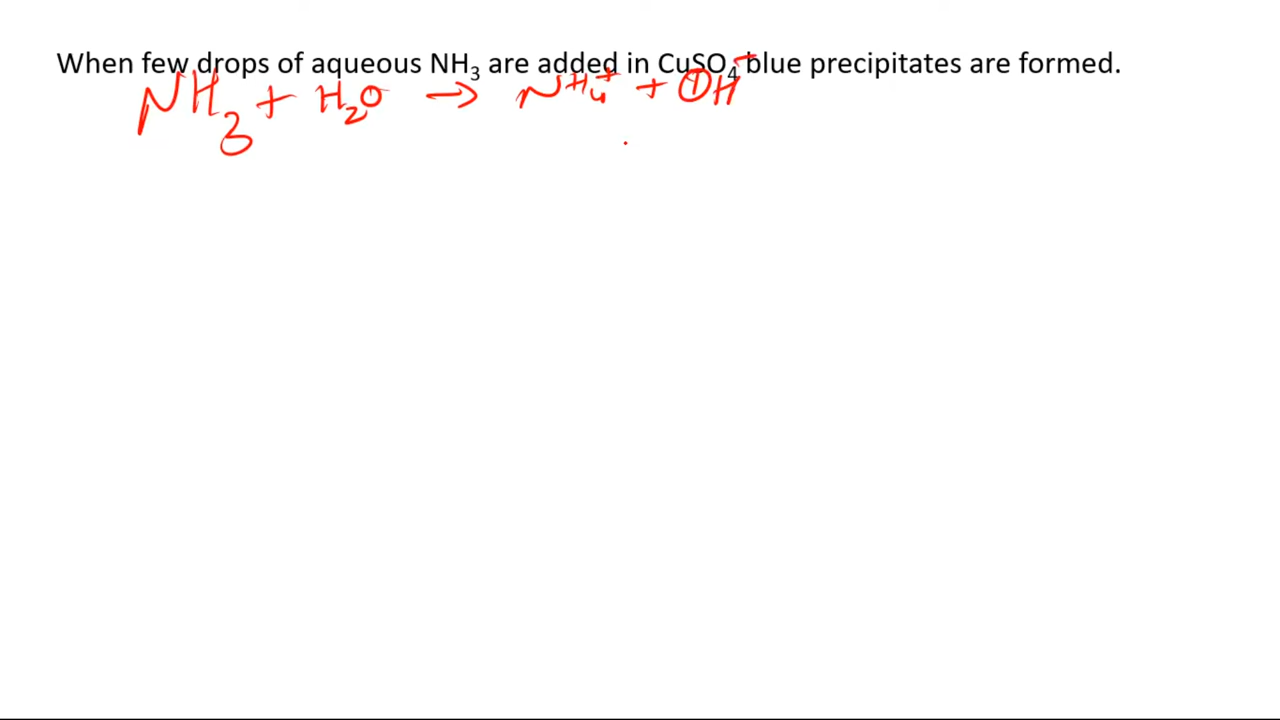 When few drops of aqueous NH₃ are added in CuSO₄ blue precipitates are formed.
NH₃ + H₂O → NH₄⁺ + OH⁻